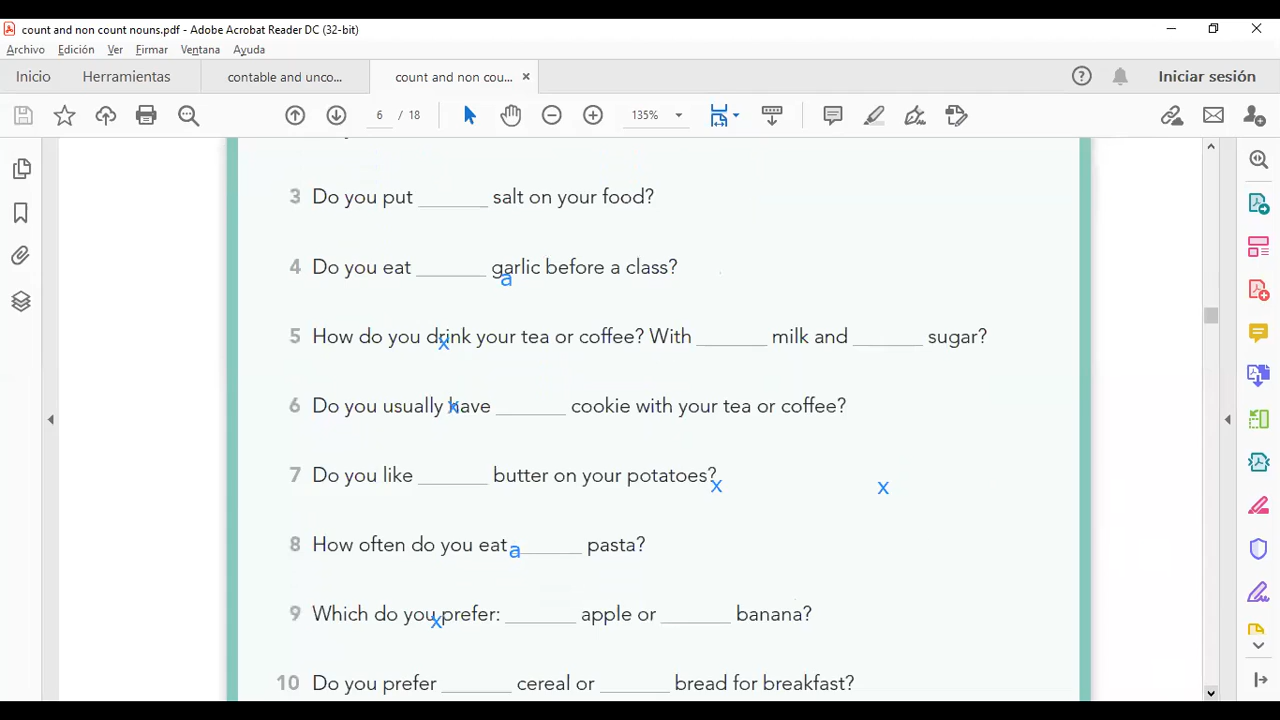 count and non count nouns.pdf - Adobe Acrobat Reader DC (32-bit)
Archivo Edición Ver Firmar Ventana Ayuda
Inicio Herramientas contable and unco... count and non cou... × Iniciar sesión
6 / 18 135%
3 Do you put _______ salt on your food?
4 Do you eat _______ garlic before a class?
a
5 How do you drink your tea or coffee? With _______ milk and _______ sugar?
x
6 Do you usually have _______ cookie with your tea or coffee?
x
7 Do you like _______ butter on your potatoes?
x x
8 How often do you eat _______ pasta?
a
9 Which do you prefer: _______ apple or _______ banana?
x
10 Do you prefer _______ cereal or _______ bread for breakfast?